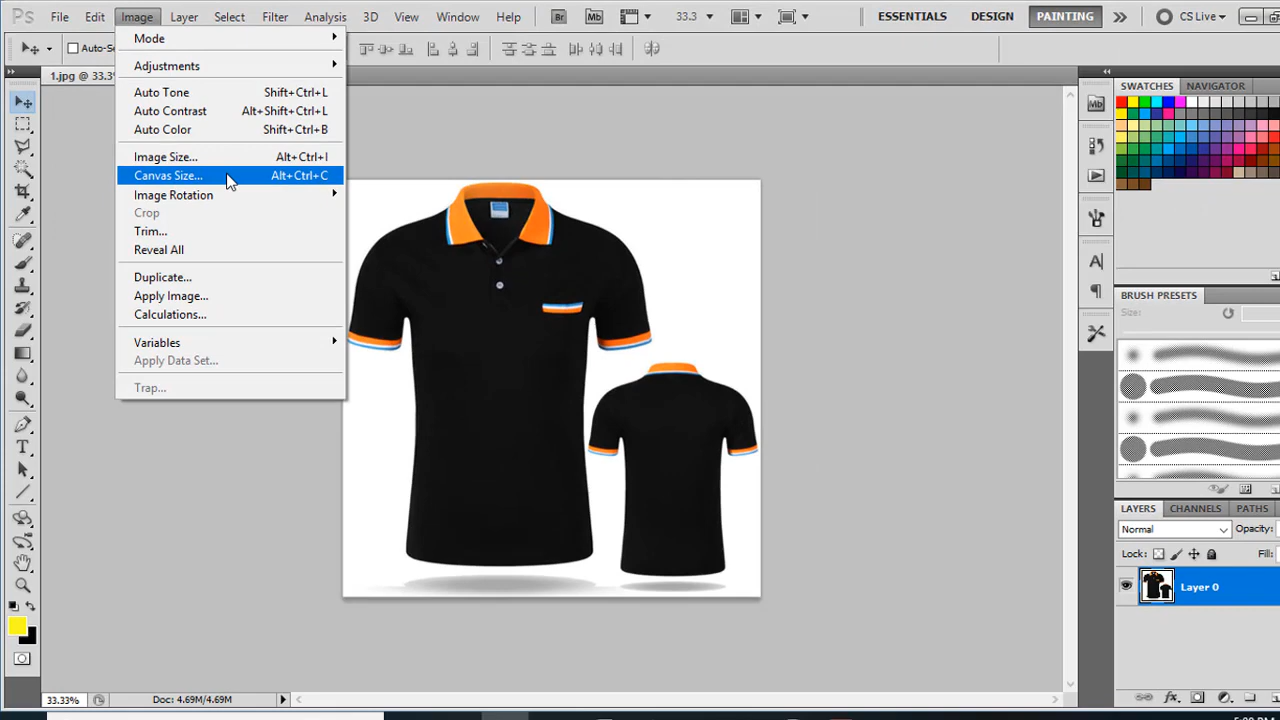 Ps File Edit Image Layer Select Filter Analysis 3D View Window Help Br Mb 33.3 ESSENTIALS DESIGN PAINTING CS Live
Auto-Se
1.jpg @ 33.3%
Mode
Adjustments
Auto Tone Shift+Ctrl+L
Auto Contrast Alt+Shift+Ctrl+L
Auto Color Shift+Ctrl+B
Image Size... Alt+Ctrl+I
Canvas Size... Alt+Ctrl+C
Image Rotation
Crop
Trim...
Reveal All
Duplicate...
Apply Image...
Calculations...
Variables
Apply Data Set...
Trap...
SWATCHES NAVIGATOR
Mb
BRUSH PRESETS
Size:
LAYERS CHANNELS PATHS
Normal Opacity:
Lock: Fill:
Layer 0
33.33% Doc: 4.69M/4.69M